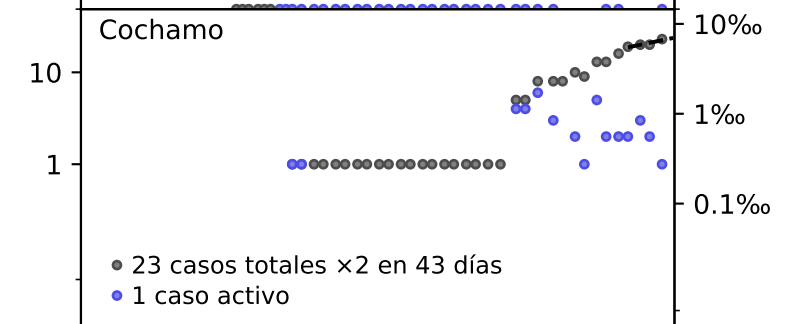 Cochamo
10‰
10
1‰
1
0.1‰
23 casos totales ×2 en 43 días
1 caso activo